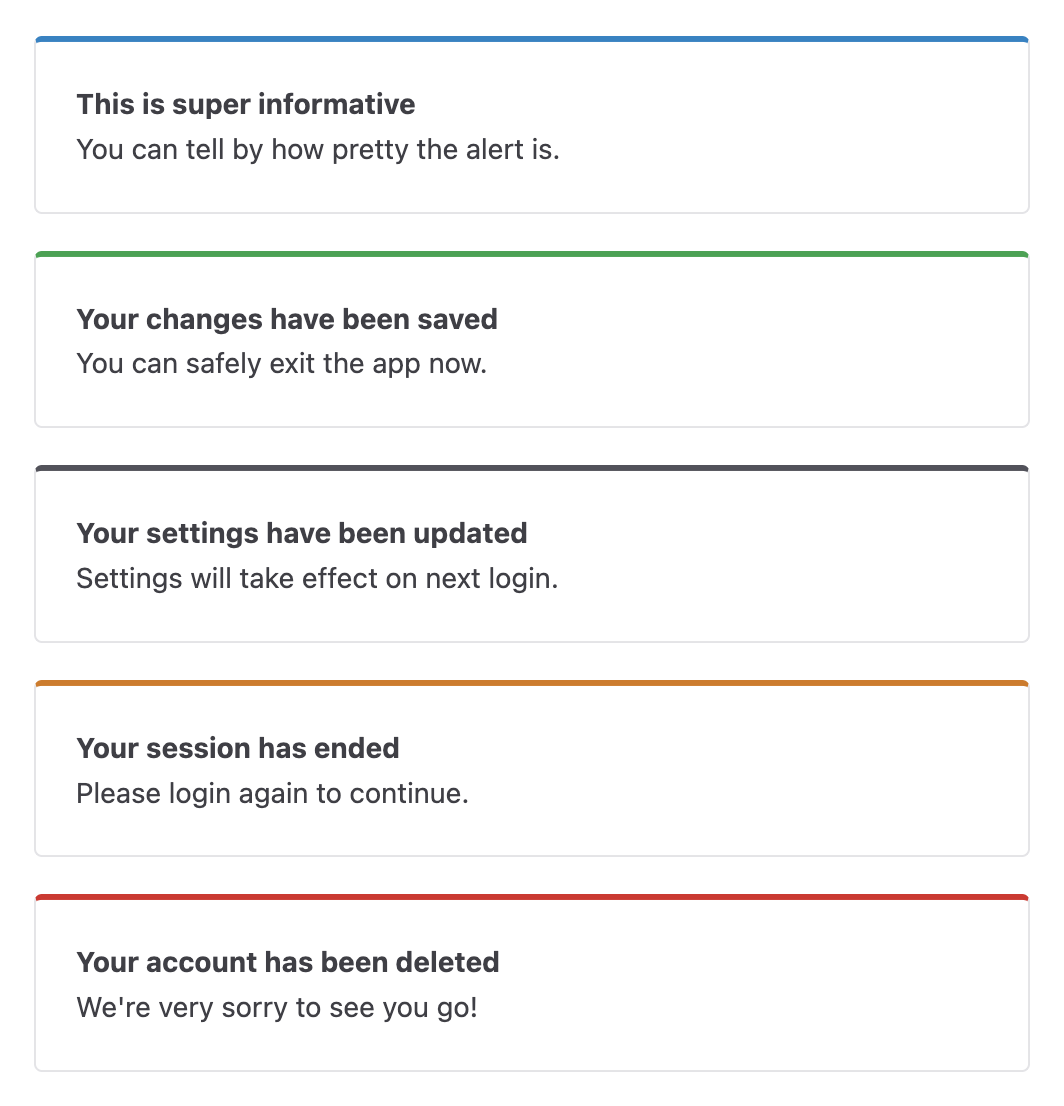 This is super informative
You can tell by how pretty the alert is.
Your changes have been saved
You can safely exit the app now.
Your settings have been updated
Settings will take effect on next login.
Your session has ended
Please login again to continue.
Your account has been deleted
We're very sorry to see you go!